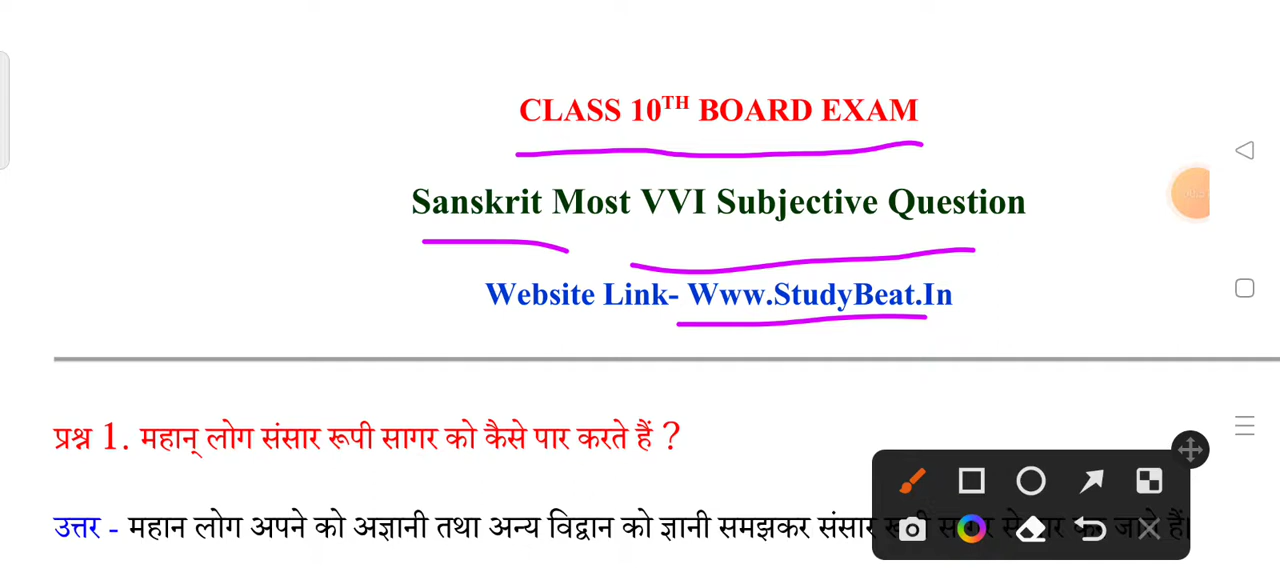 CLASS 10TH BOARD EXAM
Sanskrit Most VVI Subjective Question
Website Link- Www.StudyBeat.In
प्रश्न 1. महान् लोग संसार रूपी सागर को कैसे पार करते हैं ?
उत्तर - महान लोग अपने को अज्ञानी तथा अन्य विद्वान को ज्ञानी समझकर संसार